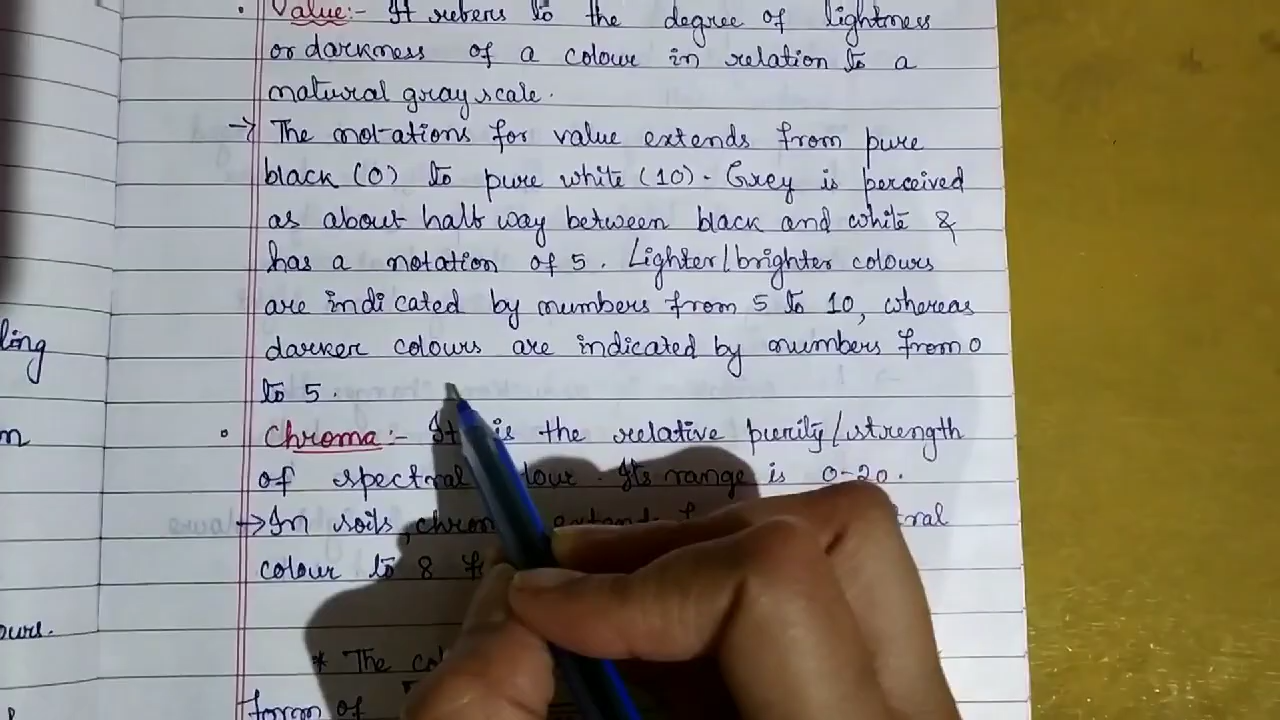 • Value:- It refers to the degree of lightness
or darkness of a colour in relation to a
natural gray scale.
→ The notations for value extends from pure
black (0) to pure white (10). Grey is perceived
as about half way between black and white &
has a notation of 5. Lighter/brighter colours
are indicated by numbers from 5 to 10, whereas
darker colours are indicated by numbers from 0
to 5.
• Chroma:- It is the relative purity/strength
of spectral Its range is 0-20.
→ In soils,
colour to 8
* The
form of